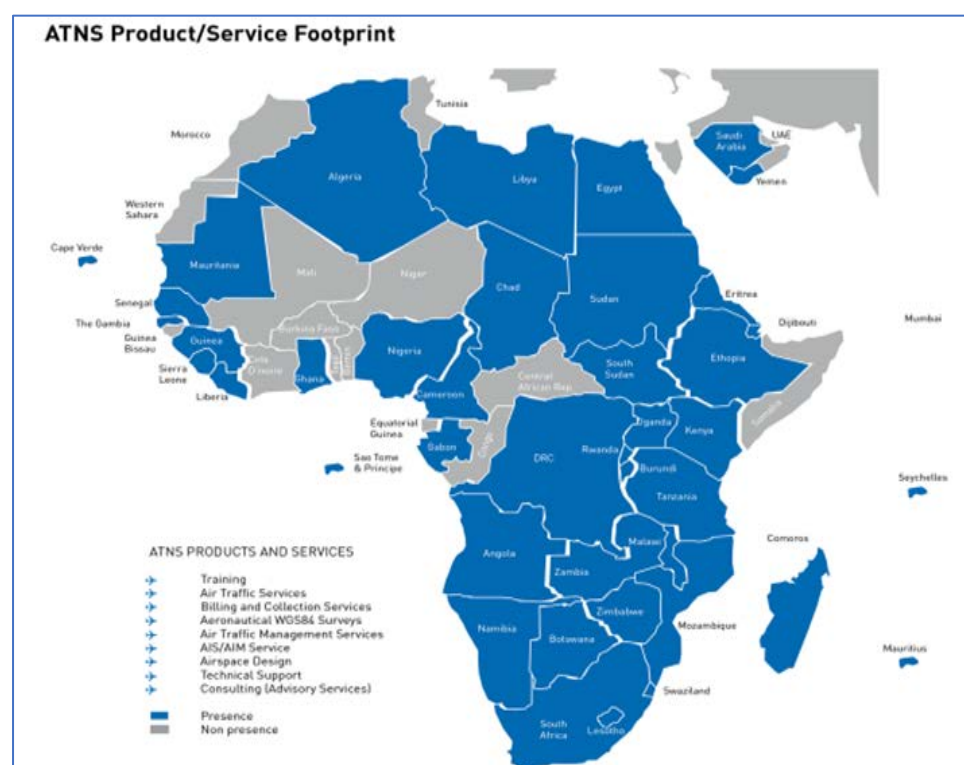 ATNS Product/Service Footprint
Tunisia
Morocco
Saudi
Arabia
UAE
Yemen
Algeria
Libya
Egypt
Western
Sahara
Cape Verde
Mauritania
Mali
Niger
Chad
Sudan
Eritrea
Senegal
The Gambia
Guinea
Bissau
Guinea
Burkina Faso
Djibouti
Mumbai
Sierra
Leone
Liberia
Cote
D'ivoire
Ghana
Togo
Nigeria
Cameroon
Central
African Rep
South
Sudan
Ethiopia
Somalia
Equatorial
Guinea
Gabon
Congo
Uganda
Kenya
Sao Tome
& Principe
DRC
Rwanda
Burundi
Tanzania
Seychelles
Comoros
Angola
Malawi
Zambia
Zimbabwe
Mozambique
Namibia
Botawana
Mauritius
Swaziland
South
Africa
Lesotho
ATNS PRODUCTS AND SERVICES
Training
Air Traffic Services
Billing and Collection Services
Aeronautical WGS84 Surveys
Air Traffic Management Services
AIS/AIM Service
Airspace Design
Technical Support
Consulting (Advisory Services)
Presence
Non presence